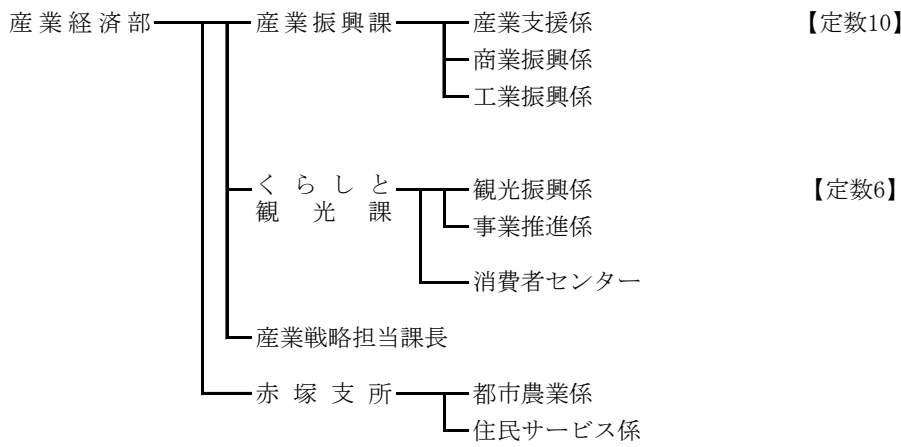 産業経済部 産業振興課 産業支援係 【定数10】
商業振興係
工業振興係
くらしと 観光振興係 【定数6】
観光課
事業推進係
消費者センター
産業戦略担当課長
赤塚支所 都市農業係
住民サービス係